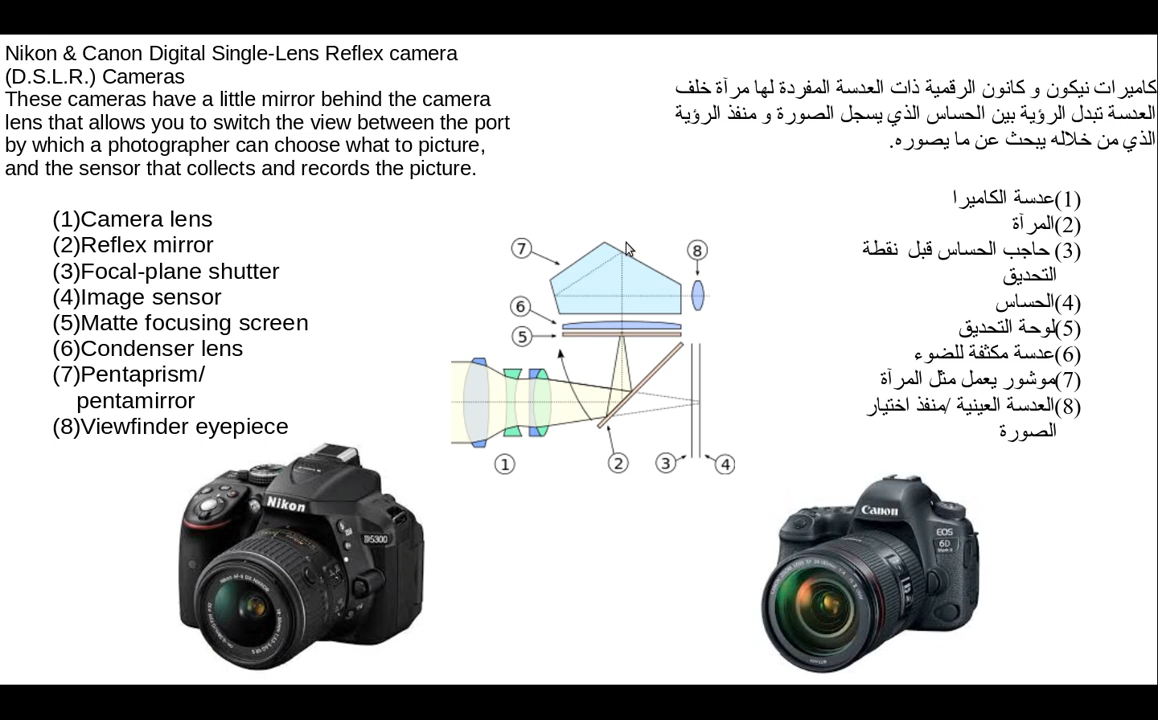 Nikon & Canon Digital Single-Lens Reflex camera
(D.S.L.R.) Cameras
These cameras have a little mirror behind the camera
lens that allows you to switch the view between the port
by which a photographer can choose what to picture,
and the sensor that collects and records the picture.
(1)Camera lens
(2)Reflex mirror
(3)Focal-plane shutter
(4)Image sensor
(5)Matte focusing screen
(6)Condenser lens
(7)Pentaprism/
pentamirror
(8)Viewfinder eyepiece
كاميرات نيكون و كانون الرقمية ذات العدسة المفردة لها مرآة خلف
العدسة تبدل الرؤية بين الحساس الذي يسجل الصورة و منفذ الرؤية
الذي من خلاله يبحث عن ما يصوره.
(1)عدسة الكاميرا
(2)المرآة
(3) حاجب الحساس قبل نقطة
التحديق
(4)الحساس
(5)لوحة التحديق
(6)عدسة مكثفة للضوء
(7)موشور يعمل مثل المرآة
(8)العدسة العينية /منفذ اختيار
الصورة
7
8
6
5
1
2
3
4
Nikon
D5300
Canon
EOS
6D